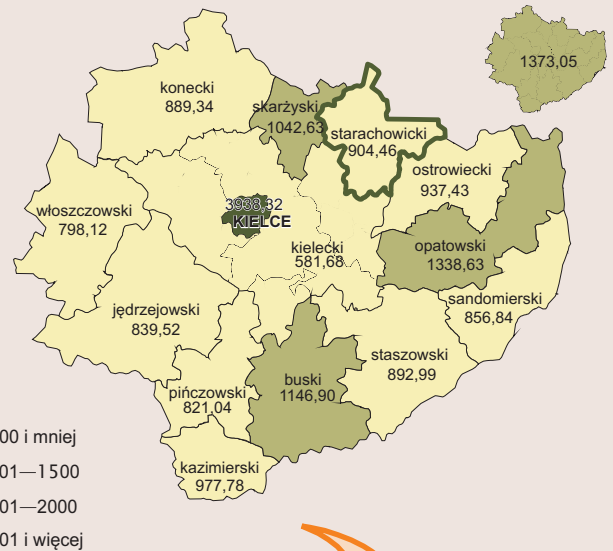 1373,05
konecki
889,34
skarżyski
1042,63
starachowicki
904,46
ostrowiecki
937,43
włoszczowski
798,12
3938,32
KIELCE
kielecki
581,68
opatowski
1338,63
sandomierski
856,84
jędrzejowski
839,52
staszowski
892,99
pińczowski
821,04
buski
1146,90
kazimierski
977,78
00 i mniej
01—1500
01—2000
01 i więcej